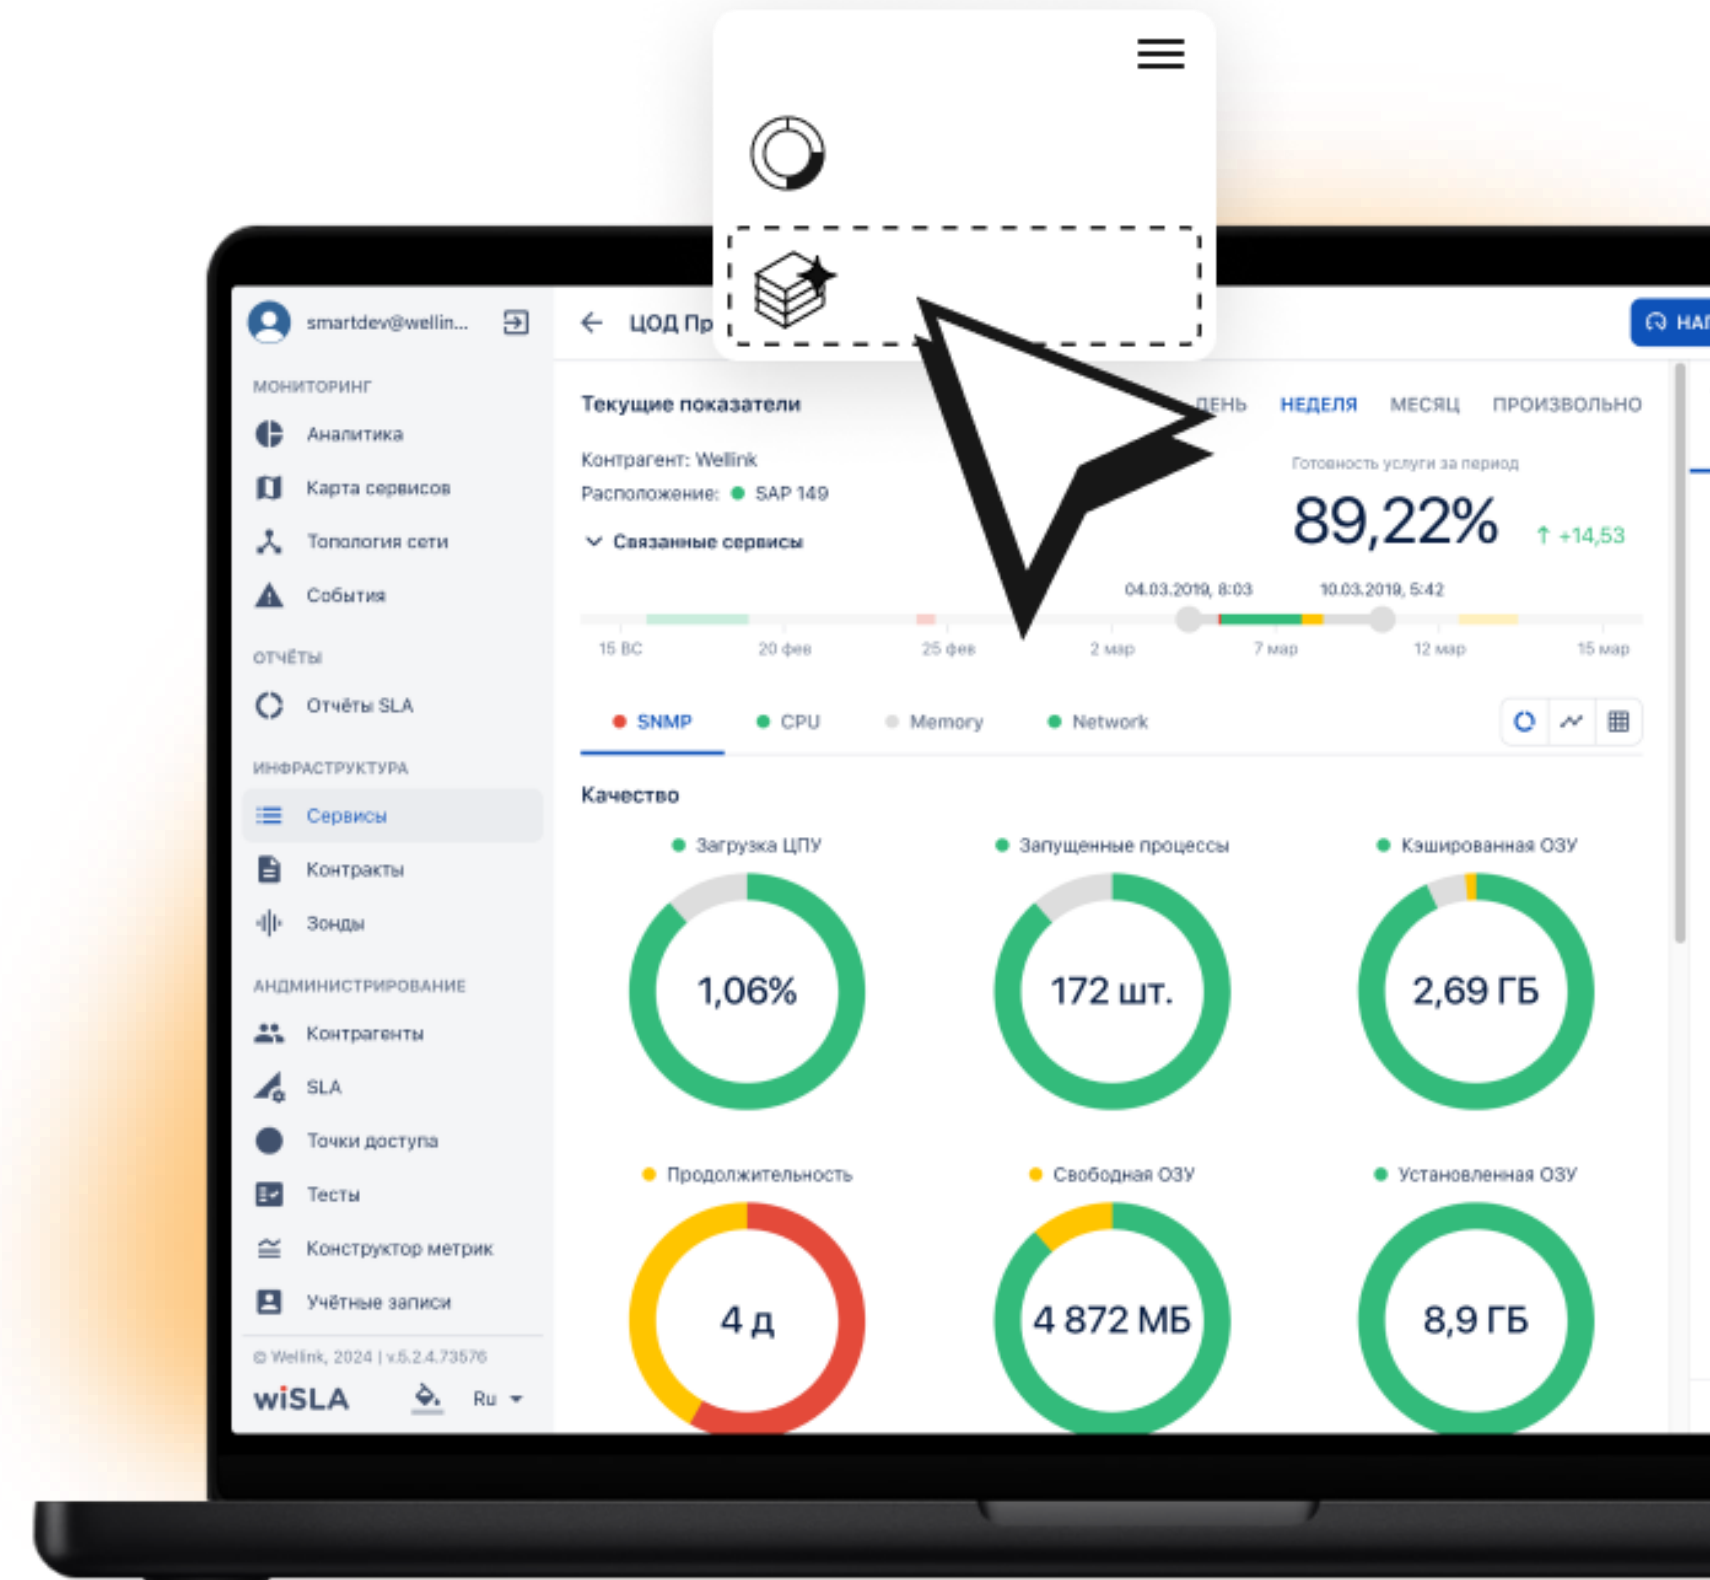 smartdev@wellin...
МОНИТОРИНГ
Аналитика
Карта сервисов
Топология сети
События
ОТЧЁТЫ
Отчёты SLA
ИНФРАСТРУКТУРА
Сервисы
Контракты
Зонды
АНДМИНИСТРИРОВАНИЕ
Контрагенты
SLA
Точки доступа
Тесты
Конструктор метрик
Учётные записи
© Wellink, 2024 | v.5.2.4.73576
wiSLA
Ru
ЦОД
Текущие показатели
НЕДЕЛЯ МЕСЯЦ ПРОИЗВОЛЬНО
Контрагент: Wellink
Расположение: SAP 149
Связанные сервисы
Готовность услуги за период
89,22% ↑ +14,53
04.03.2019, 8:03 10.03.2019, 5:42
15 ВС 20 фев 25 фев 2 мар 7 мар 12 мар 15 мар
SNMP CPU Memory Network
Качество
Загрузка ЦПУ Запущенные процессы Кэшированная ОЗУ
1,06% 172 шт. 2,69 ГБ
Продолжительность Свободная ОЗУ Установленная ОЗУ
4 д 4 872 МБ 8,9 ГБ